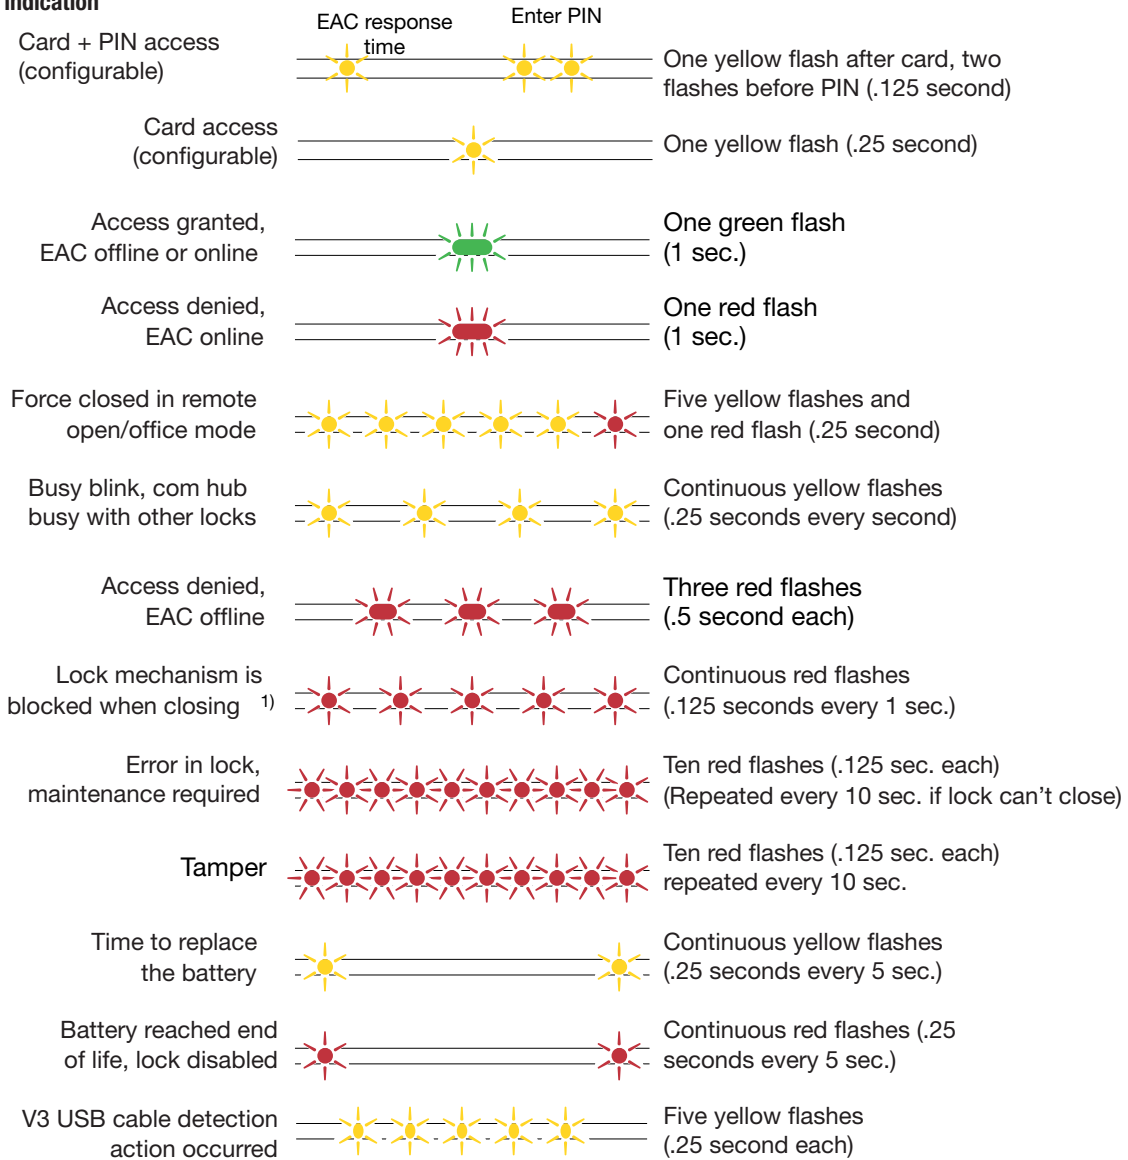 Indication
EAC response
time
Enter PIN
Card + PIN access
(configurable)
One yellow flash after card, two
flashes before PIN (.125 second)
Card access
(configurable)
One yellow flash (.25 second)
Access granted,
EAC offline or online
One green flash
(1 sec.)
Access denied,
EAC online
One red flash
(1 sec.)
Force closed in remote
open/office mode
Five yellow flashes and
one red flash (.25 second)
Busy blink, com hub
busy with other locks
Continuous yellow flashes
(.25 seconds every second)
Access denied,
EAC offline
Three red flashes
(.5 second each)
Lock mechanism is
blocked when closing 1)
Continuous red flashes
(.125 seconds every 1 sec.)
Error in lock,
maintenance required
Ten red flashes (.125 sec. each)
(Repeated every 10 sec. if lock can't close)
Tamper
Ten red flashes (.125 sec. each)
repeated every 10 sec.
Time to replace
the battery
Continuous yellow flashes
(.25 seconds every 5 sec.)
Battery reached end
of life, lock disabled
Continuous red flashes (.25
seconds every 5 sec.)
V3 USB cable detection
action occurred
Five yellow flashes
(.25 second each)